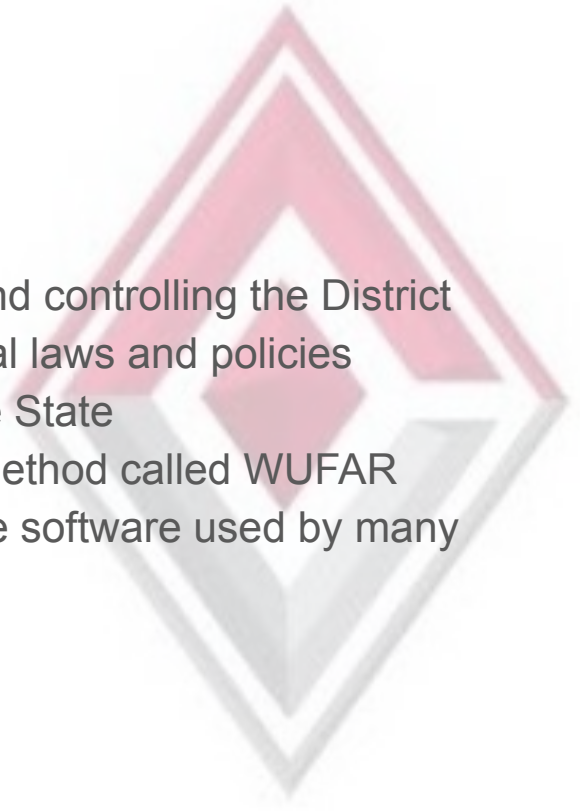 nd controlling the District
al laws and policies
e State
ethod called WUFAR
e software used by many